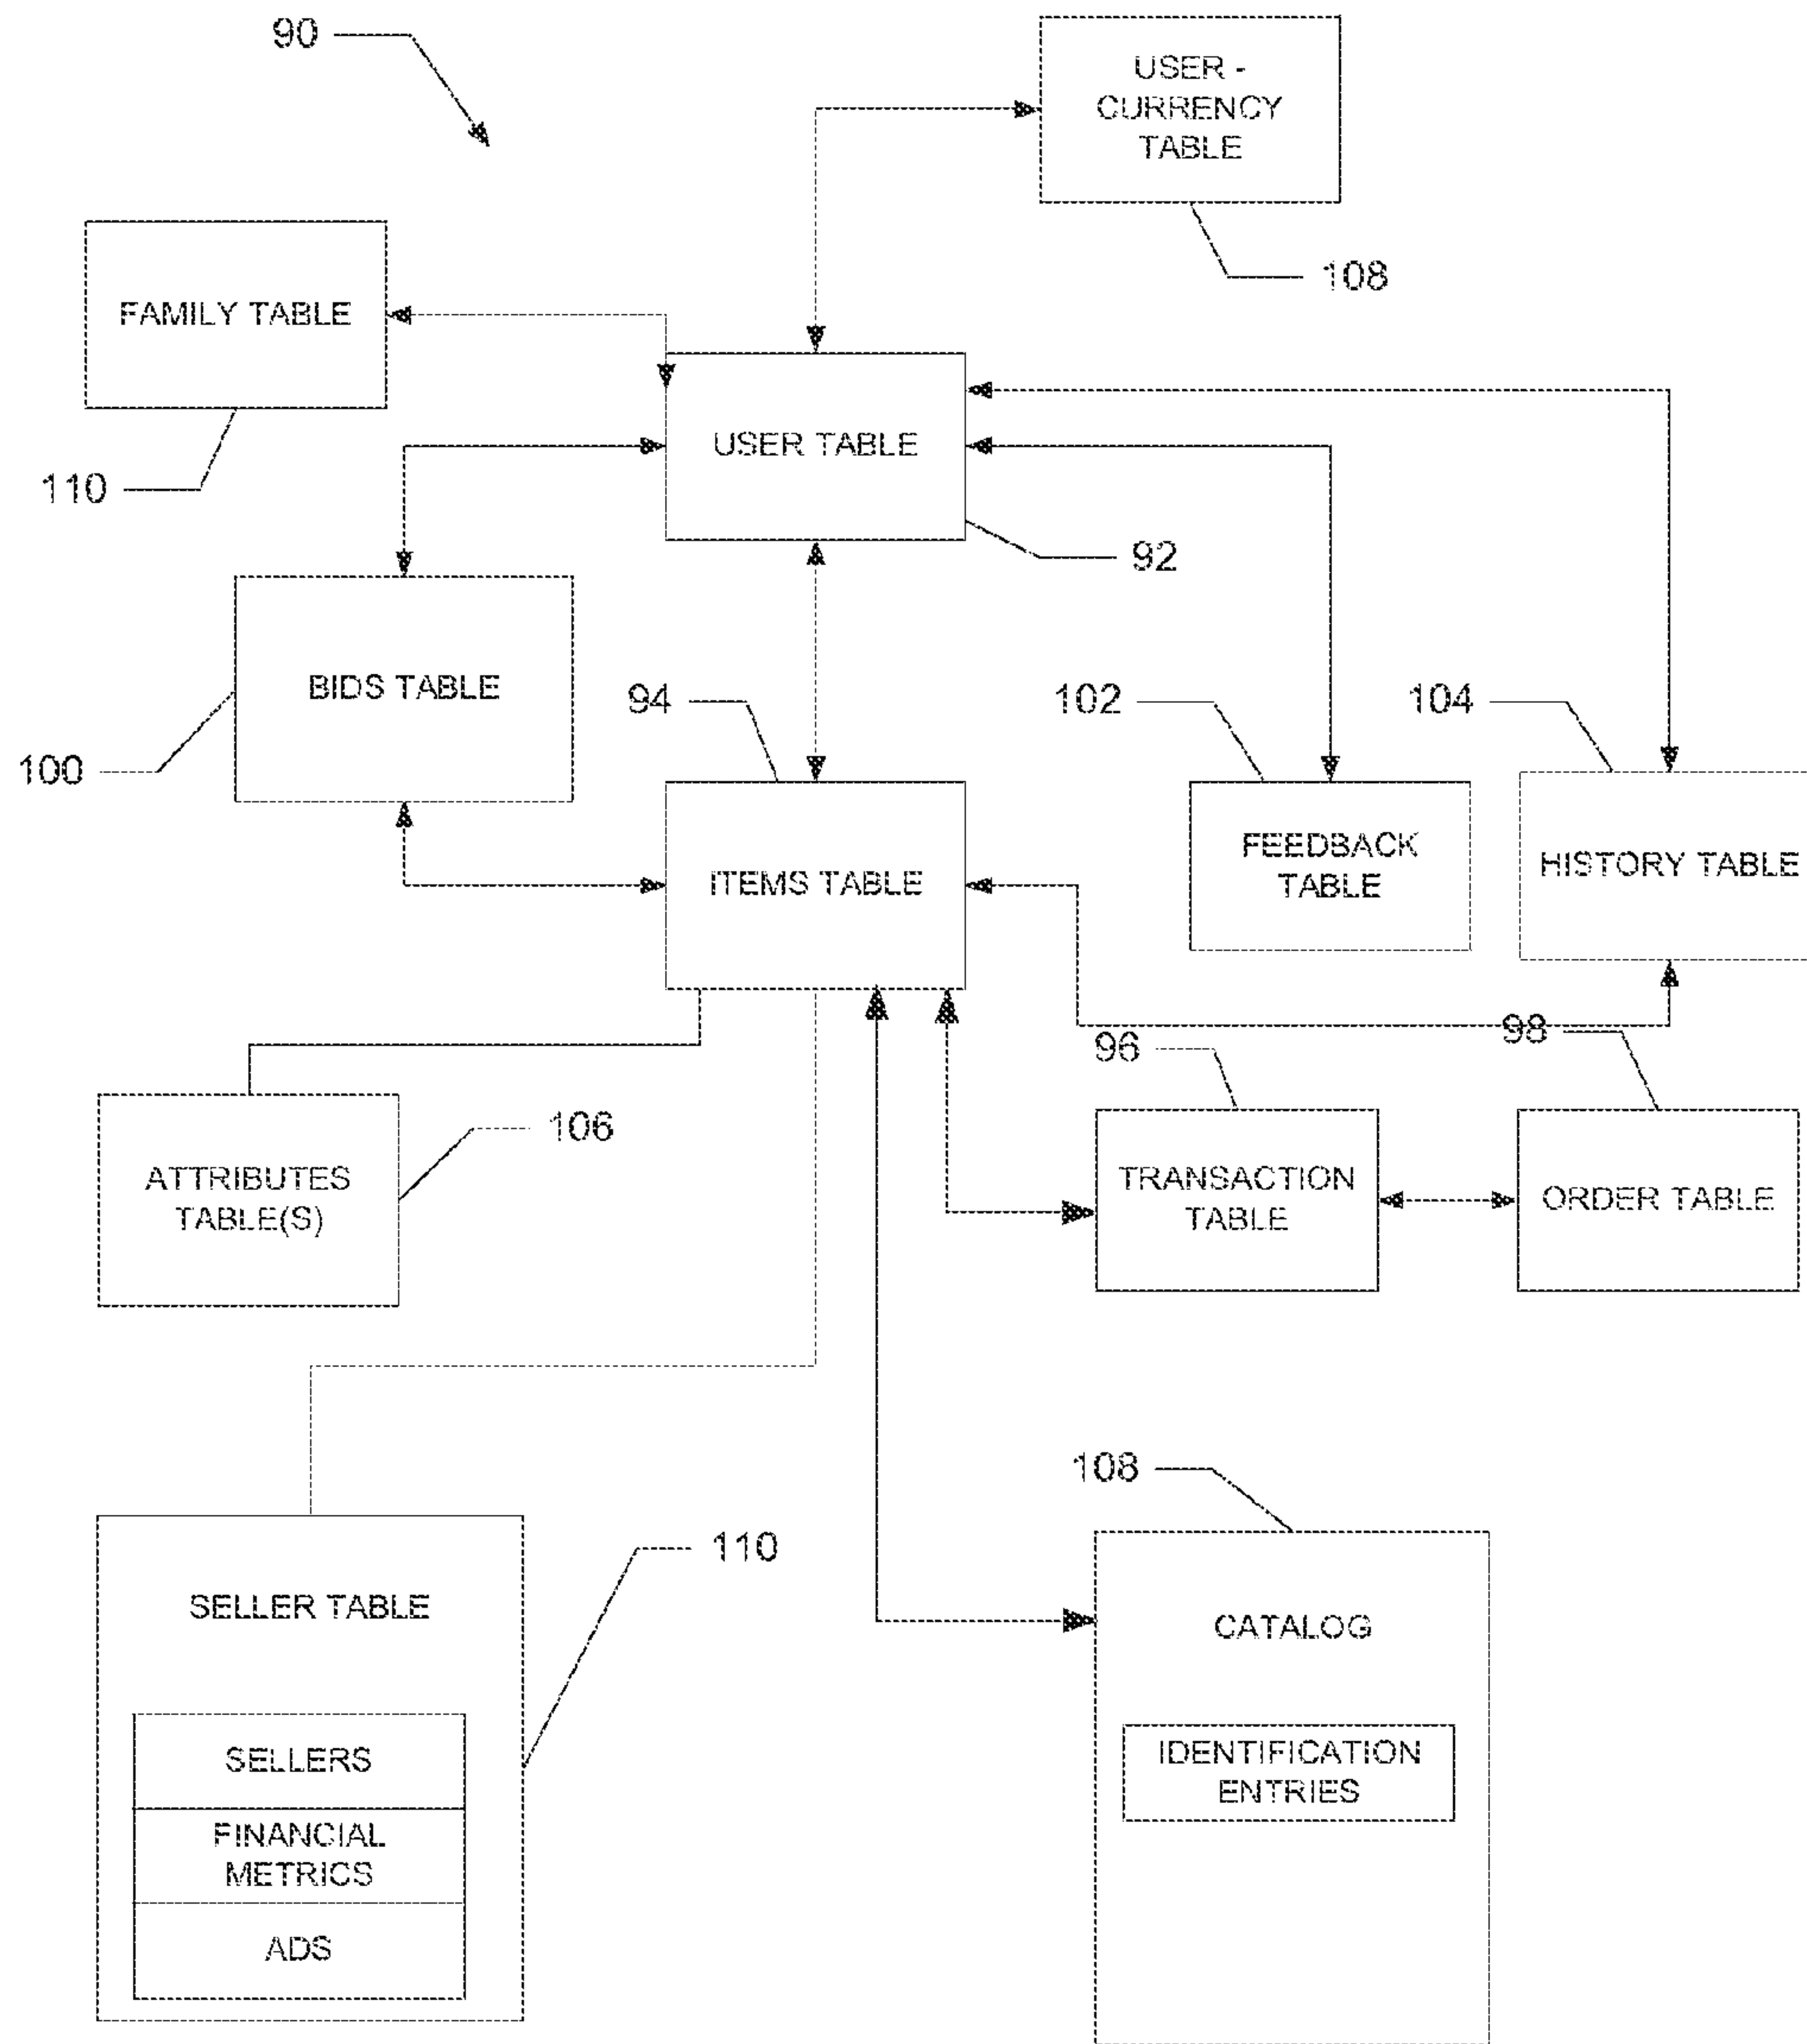 90
USER -
CURRENCY
TABLE
108
FAMILY TABLE
110
USER TABLE
92
BIDS TABLE
100
94
102
104
ITEMS TABLE
FEEDBACK
TABLE
HISTORY TABLE
96
98
106
ATTRIBUTES
TABLE(S)
TRANSACTION
TABLE
ORDER TABLE
108
110
SELLER TABLE
CATALOG
SELLERS
FINANCIAL
METRICS
ADS
IDENTIFICATION
ENTRIES